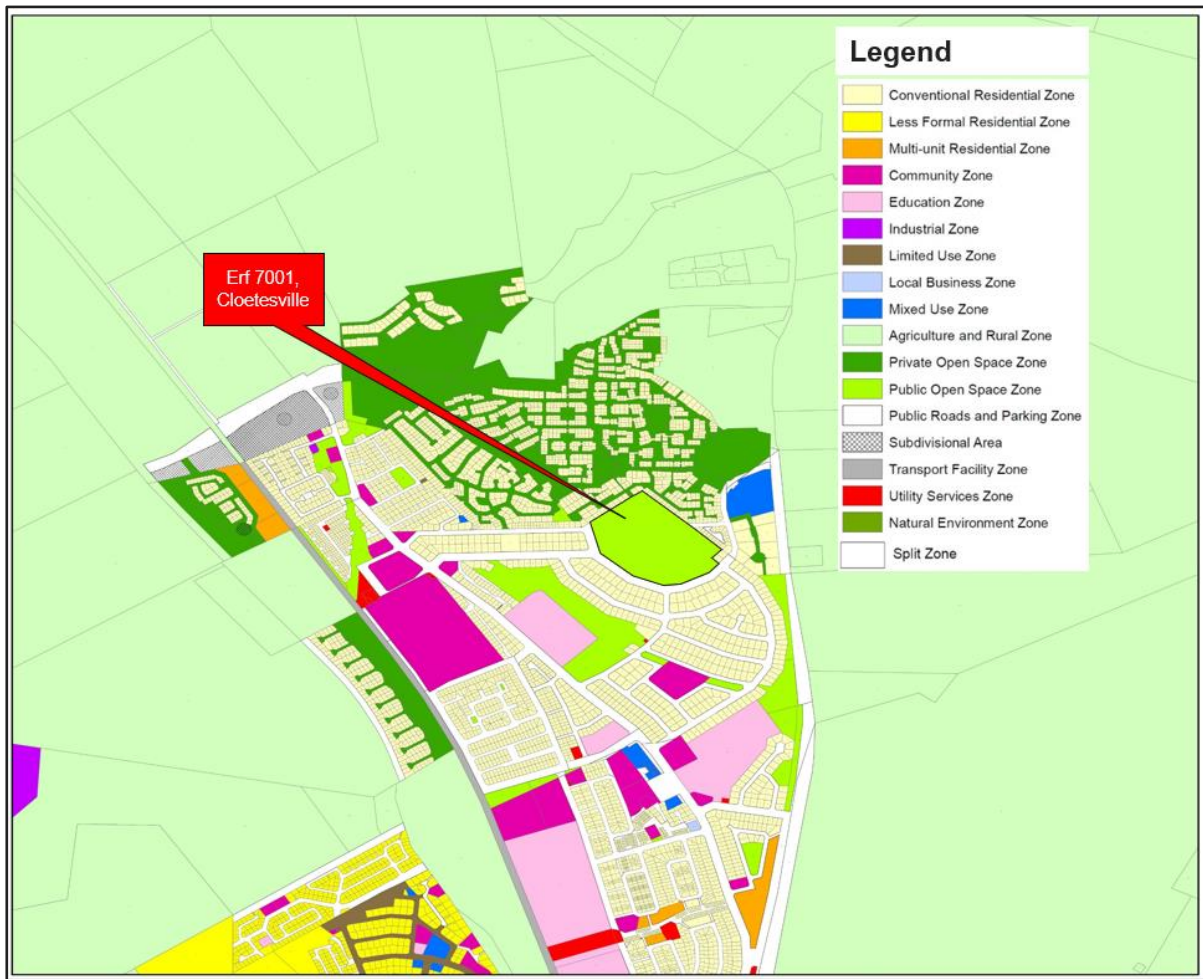 Legend
Conventional Residential Zone
Less Formal Residential Zone
Multi-unit Residential Zone
Community Zone
Education Zone
Industrial Zone
Limited Use Zone
Local Business Zone
Mixed Use Zone
Agriculture and Rural Zone
Private Open Space Zone
Public Open Space Zone
Public Roads and Parking Zone
Subdivisional Area
Transport Facility Zone
Utility Services Zone
Natural Environment Zone
Split Zone
Erf 7001,
Cloetesville